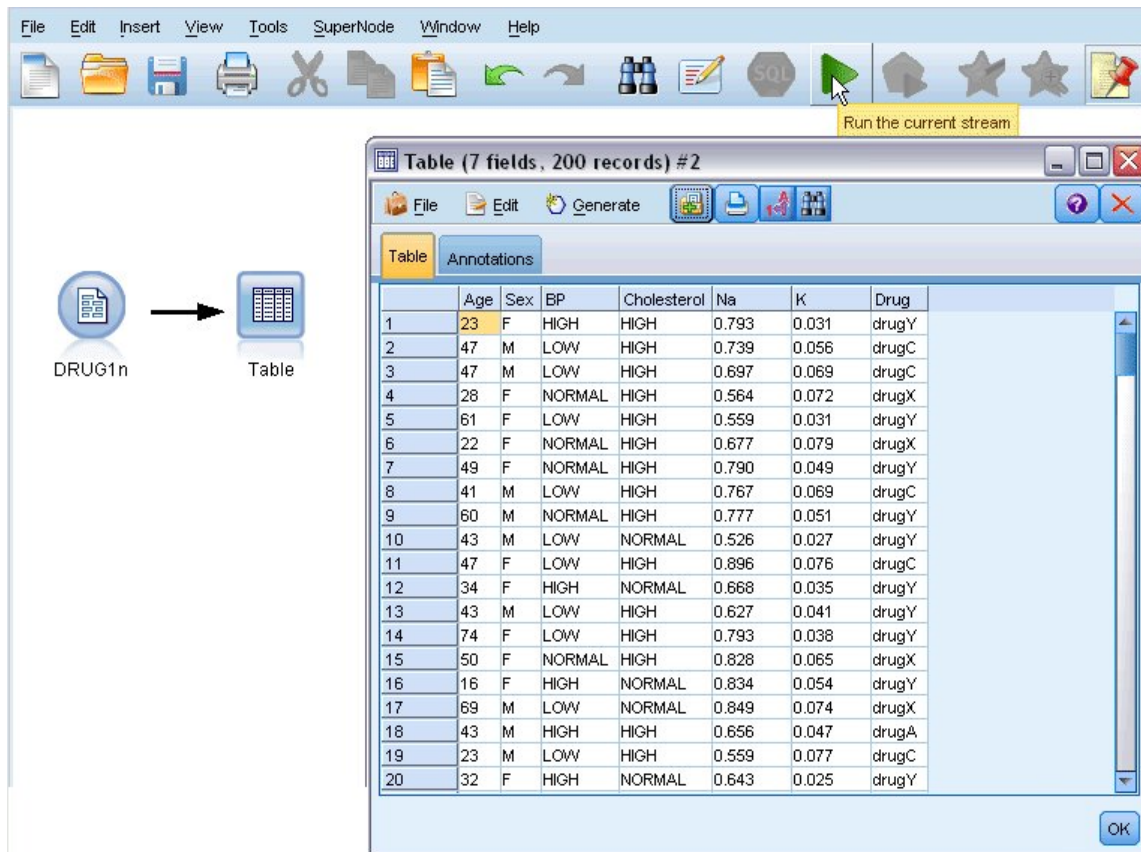 File Edit Insert View Tools SuperNode Window Help
SQL
Run the current stream
Table (7 fields, 200 records) #2
File Edit Generate
Table Annotations
Age Sex BP Cholesterol Na K Drug
1 23 F HIGH HIGH 0.793 0.031 drugY
2 47 M LOW HIGH 0.739 0.056 drugC
3 47 M LOW HIGH 0.697 0.069 drugC
4 28 F NORMAL HIGH 0.564 0.072 drugX
5 61 F LOW HIGH 0.559 0.031 drugY
6 22 F NORMAL HIGH 0.677 0.079 drugX
7 49 F NORMAL HIGH 0.790 0.049 drugY
8 41 M LOW HIGH 0.767 0.069 drugC
9 60 M NORMAL HIGH 0.777 0.051 drugY
10 43 M LOW NORMAL 0.526 0.027 drugY
11 47 F LOW HIGH 0.896 0.076 drugC
12 34 F HIGH NORMAL 0.668 0.035 drugY
13 43 M LOW HIGH 0.627 0.041 drugY
14 74 F LOW HIGH 0.793 0.038 drugY
15 50 F NORMAL HIGH 0.828 0.065 drugX
16 16 F HIGH NORMAL 0.834 0.054 drugY
17 69 M LOW NORMAL 0.849 0.074 drugX
18 43 M HIGH HIGH 0.656 0.047 drugA
19 23 M LOW HIGH 0.559 0.077 drugC
20 32 F HIGH NORMAL 0.643 0.025 drugY
DRUG1n Table
OK